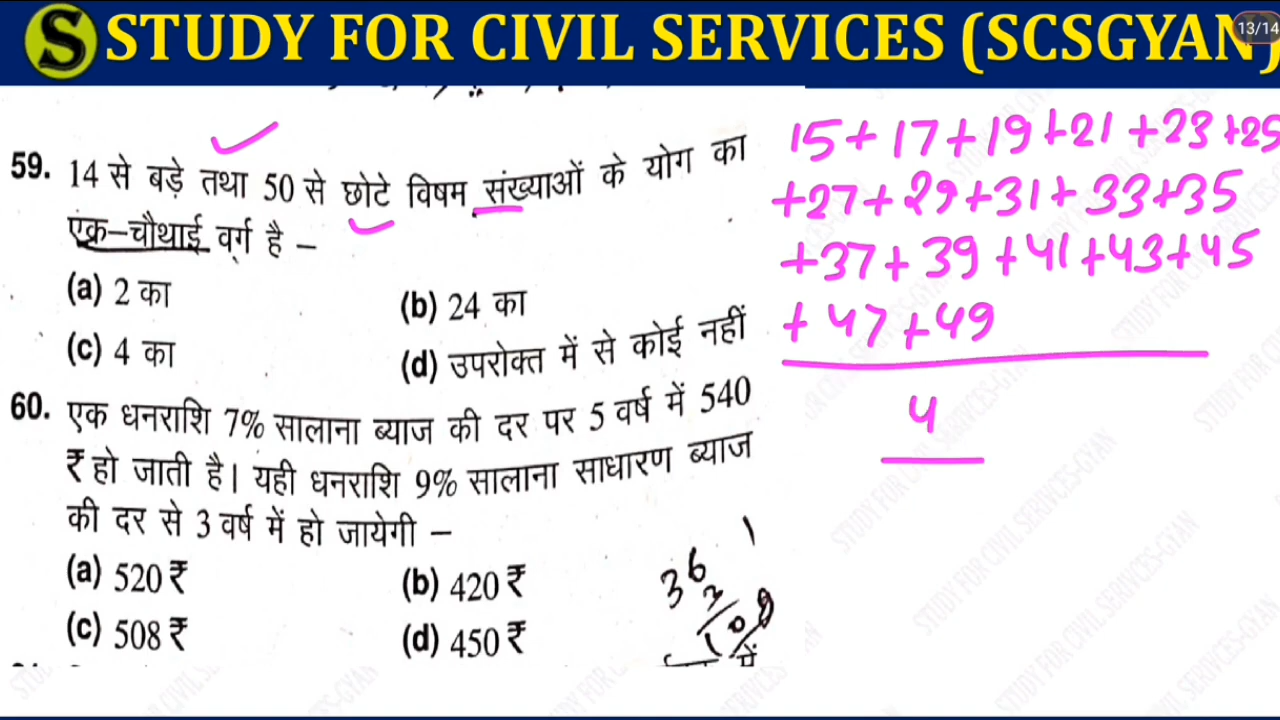 S STUDY FOR CIVIL SERVICES (SCSGYAN)
13/14
59. 14 से बड़े तथा 50 से छोटे विषम संख्याओं के योग का
एक-चौथाई वर्ग है –
(a) 2 का
(b) 24 का
(c) 4 का
(d) उपरोक्त में से कोई नहीं
60. एक धनराशि 7% सालाना ब्याज की दर पर 5 वर्ष में 540
₹ हो जाती है। यही धनराशि 9% सालाना साधारण ब्याज
की दर से 3 वर्ष में हो जायेगी –
(a) 520 ₹
(b) 420 ₹
(c) 508 ₹
(d) 450 ₹
15+ 17+19+21 +23+25
+27+29+31+33+35
+37+39+41+43+45
+47+49
4
36
3
108
में